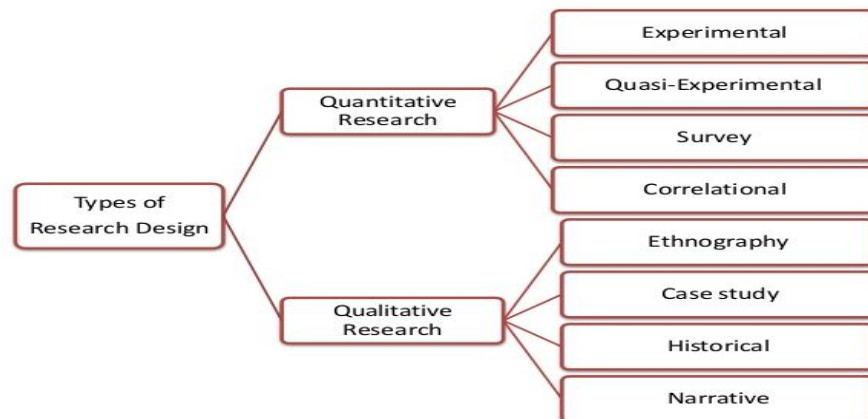 Types of
Research Design
Quantitative
Research
Experimental
Quasi-Experimental
Survey
Correlational
Qualitative
Research
Ethnography
Case study
Historical
Narrative